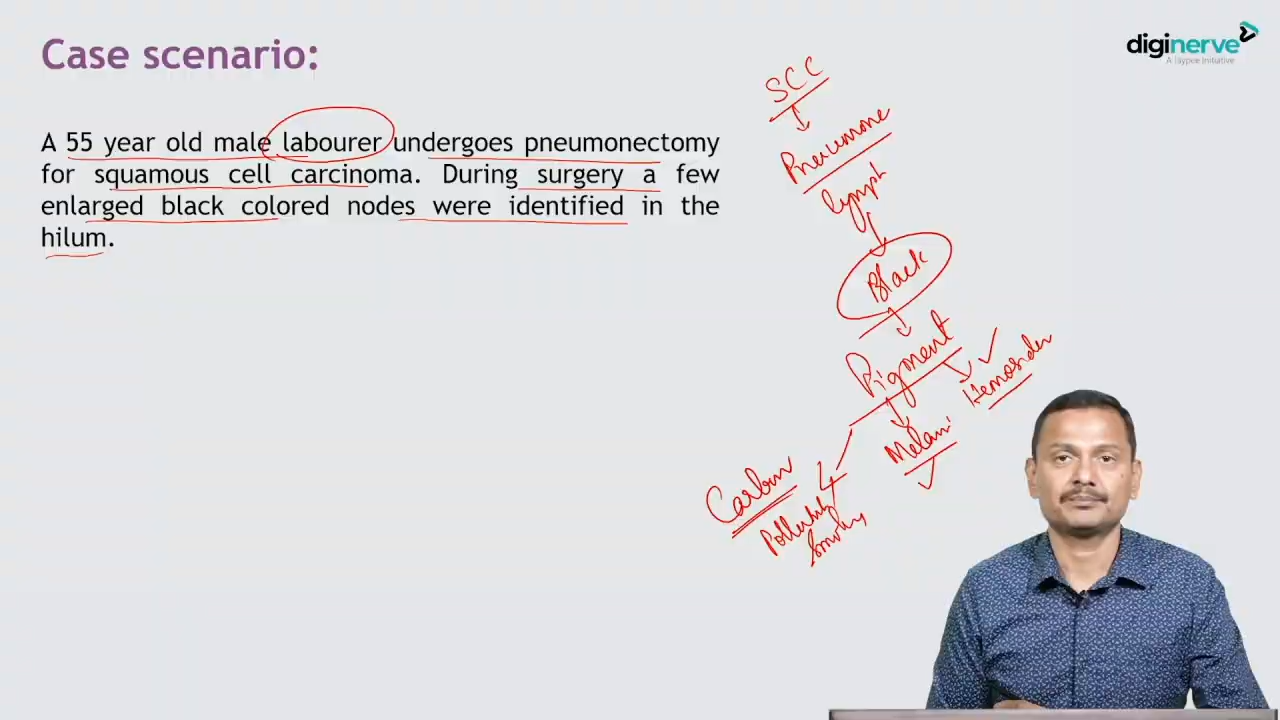 Case scenario:
diginerve
A Jaypee Initiative
A 55 year old male labourer undergoes pneumonectomy
for squamous cell carcinoma. During surgery a few
enlarged black colored nodes were identified in the
hilum.
SCC
Pneumone
lymph
Black
Pigment
Hemosider
Melani
Carbon